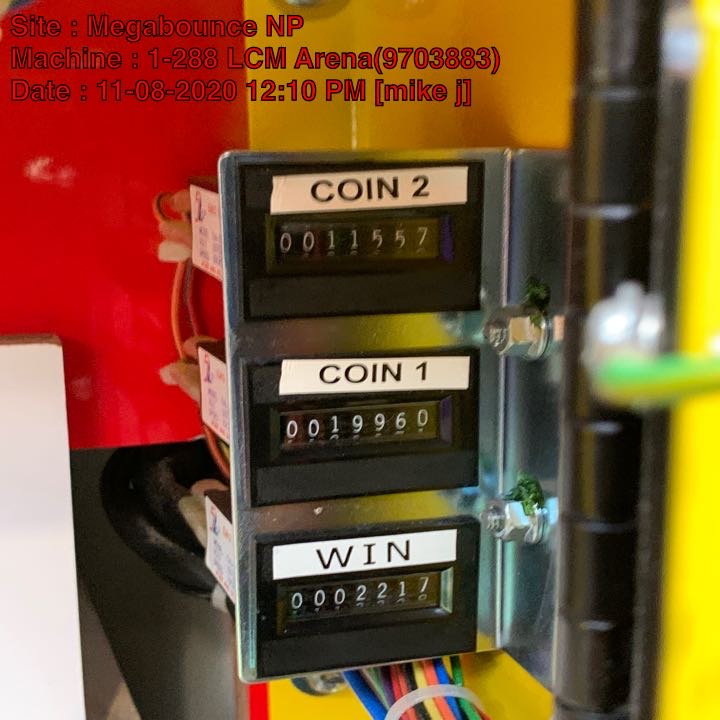 Site : Megabounce NP
Machine : 1-288 LCM Arena(9703883)
Date : 11-08-2020 12:10 PM [mike j]
COIN 2
0011557
COIN 1
0019960
WIN
0002217